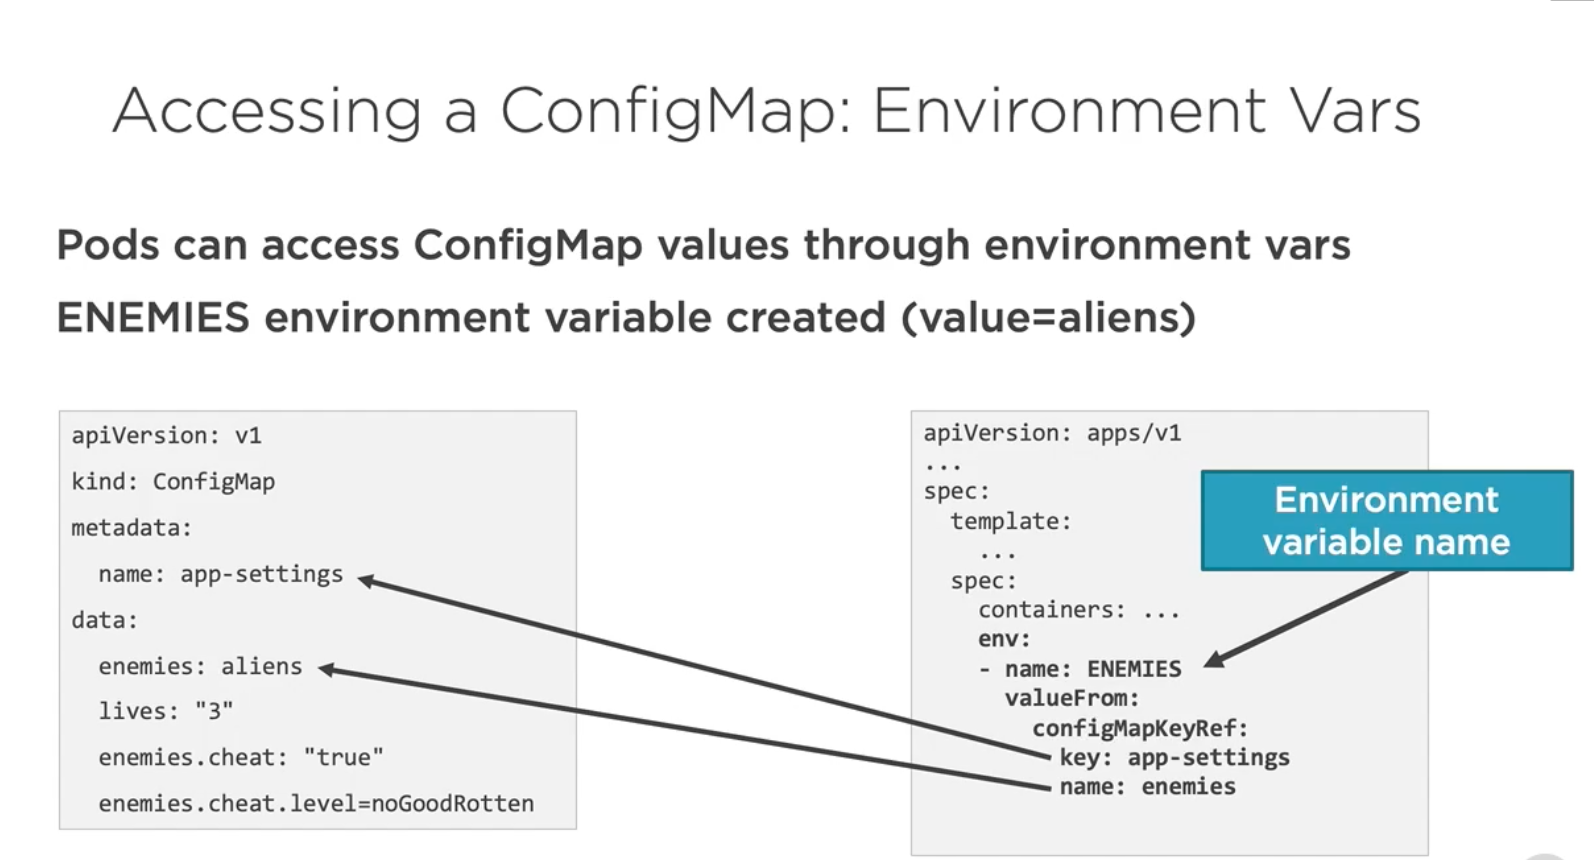 Accessing a ConfigMap: Environment Vars
Pods can access ConfigMap values through environment vars
ENEMIES environment variable created (value=aliens)
apiVersion: v1
kind: ConfigMap
metadata:
  name: app-settings
data:
  enemies: aliens
  lives: "3"
  enemies.cheat: "true"
  enemies.cheat.level=noGoodRotten
apiVersion: apps/v1
...
spec:
  template:
    ...
  spec:
    containers: ...
    env:
    - name: ENEMIES
      valueFrom:
        configMapKeyRef:
          key: app-settings
          name: enemies
Environment
variable name